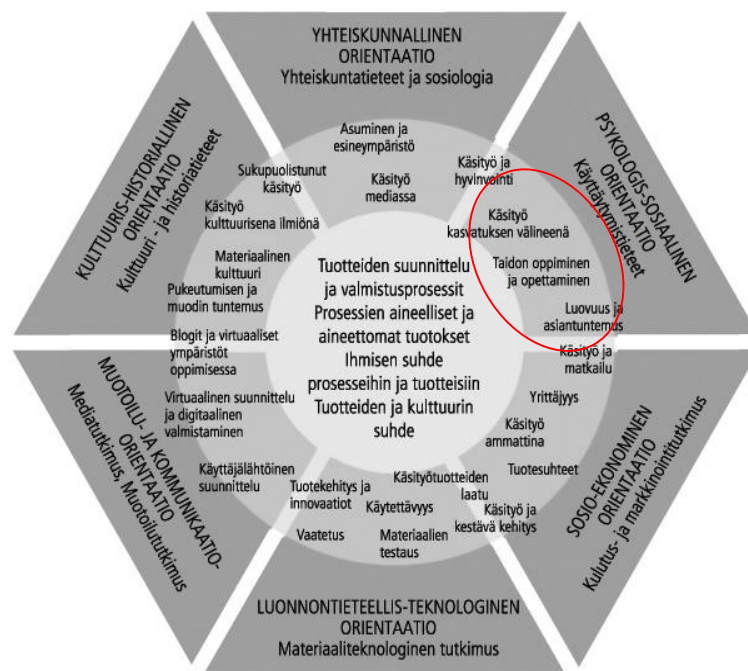 YHTEISKUNNALLINEN
ORIENTAATIO
Yhteiskuntatieteet ja sosiologia
KULTTUURIS-HISTORIALLINEN
ORIENTAATIO
Kulttuuri - ja historiatieteet
PSYKOLOGIS-SOSIAALINEN
ORIENTAATIO
Käyttäytymistieteet
Asuminen ja
esineympäristö
Sukupuolistunut
käsityö
Käsityö
mediassa
Käsityö ja
hyvinvointi
Käsityö
kulttuurisena ilmiönä
Käsityö
kasvatuksen välineenä
Materiaalinen
kulttuuri
Taidon oppiminen
ja opettaminen
Pukeutumisen ja
muodin tuntemus
Luovuus ja
asiantuntemus
Tuotteiden suunnittelu
ja valmistusprosessit
Prosessien aineelliset ja
aineettomat tuotokset
Ihmisen suhde
prosesseihin ja tuotteisiin
Tuotteiden ja kulttuurin
suhde
Blogit ja virtuaaliset
ympäristöt
oppimisessa
Käsityö ja
matkailu
Virtuaalinen suunnittelu
ja digitaalinen
valmistaminen
Yrittäjyys
Käsityö
ammattina
Käyttäjälähtöinen
suunnittelu
Tuotesuhteet
Tuotekehitys ja
innovaatiot
Käsityötuotteiden
laatu
Käytettävyys
Käsityö ja
kestävä kehitys
Vaatetus
Materiaalien
testaus
MUOTOILU- JA KOMMUNIKAATIO-
ORIENTAATIO
Mediatutkimus, Muotoilututkimus
SOSIO-EKONOMINEN
ORIENTAATIO
Kulutus- ja markkinointitutkimus
LUONNONTIETEELLIS-TEKNOLOGINEN
ORIENTAATIO
Materiaaliteknologinen tutkimus